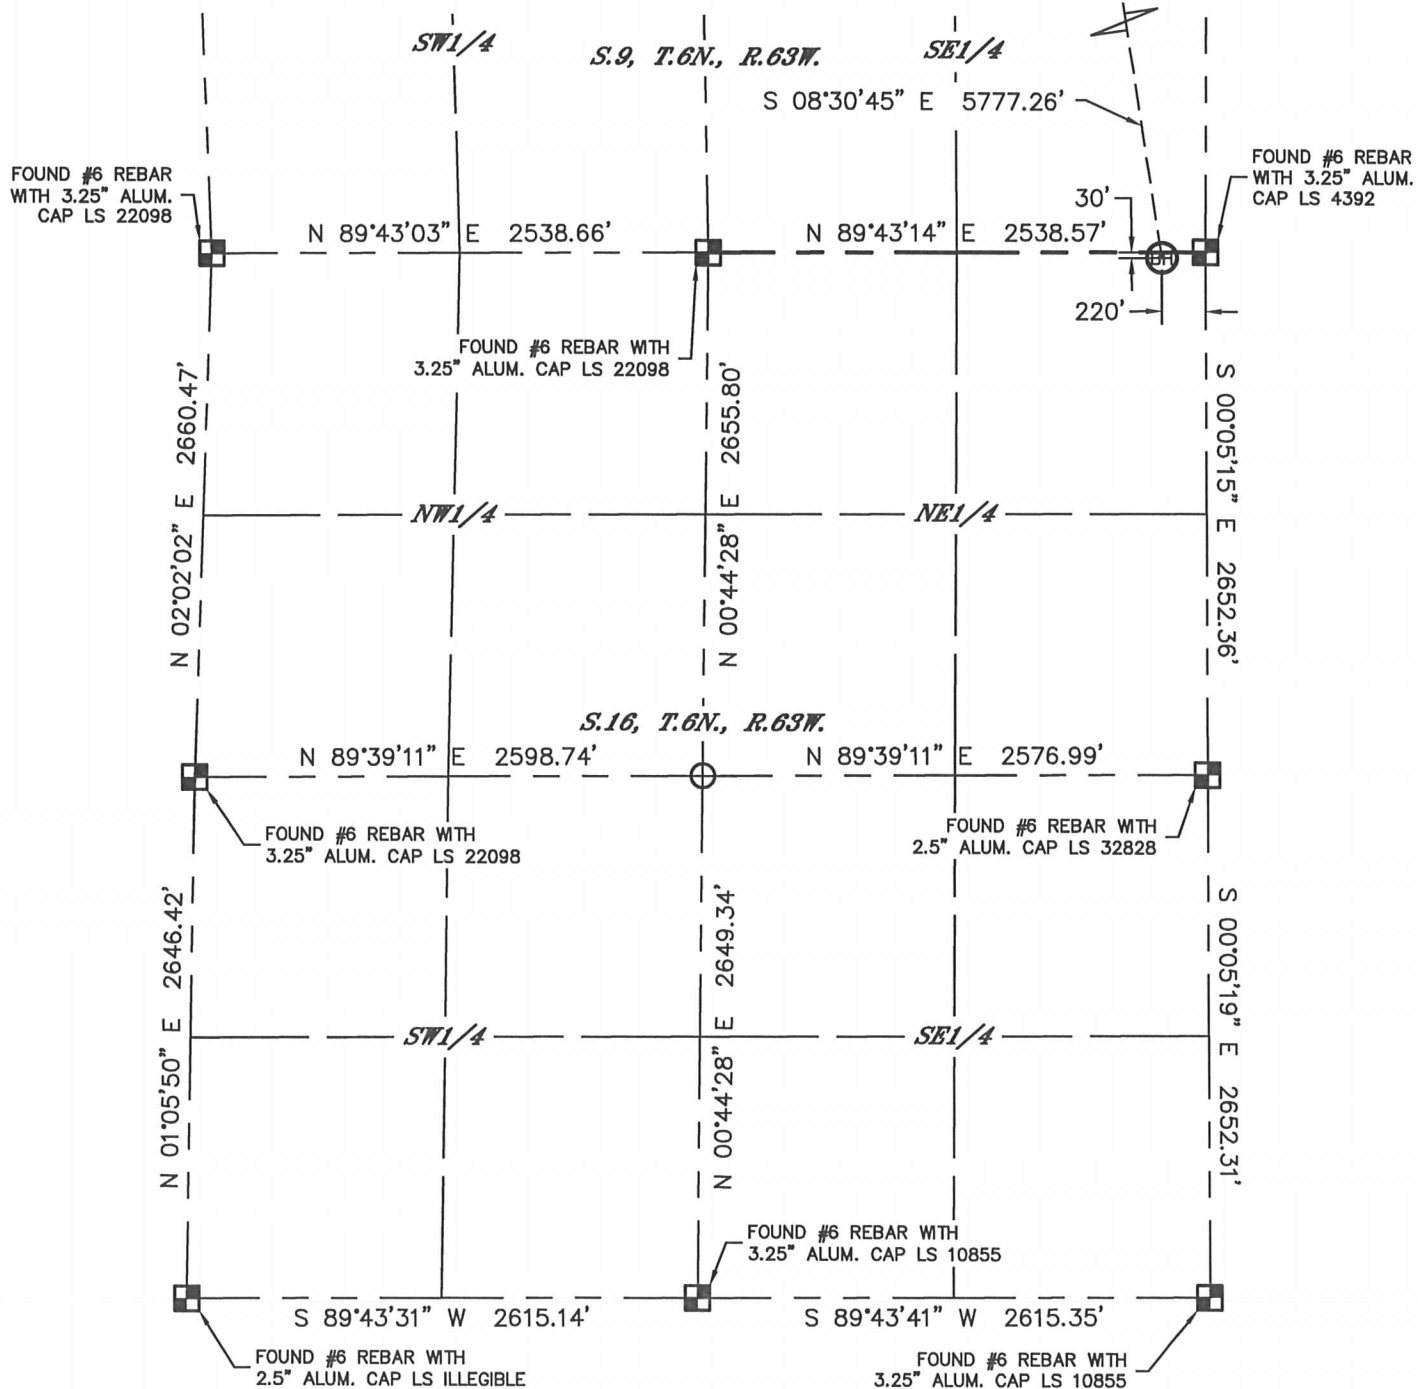 SW1/4
S.9, T.6N., R.63W.
SE1/4
S 08°30'45" E 5777.26'
FOUND #6 REBAR
WITH 3.25" ALUM.
CAP LS 22098
FOUND #6 REBAR
WITH 3.25" ALUM.
CAP LS 4392
30'
N 89°43'03" E 2538.66'
N 89°43'14" E 2538.57'
BH
220'
FOUND #6 REBAR WITH
3.25" ALUM. CAP LS 22098
N 02°02'02" E 2660.47'
N 00°44'28" E 2655.80'
S 00°05'15" E 2652.36'
NW1/4
NE1/4
S.16, T.6N., R.63W.
N 89°39'11" E 2598.74'
N 89°39'11" E 2576.99'
FOUND #6 REBAR WITH
3.25" ALUM. CAP LS 22098
FOUND #6 REBAR WITH
2.5" ALUM. CAP LS 32828
N 01°05'50" E 2646.42'
N 00°44'28" E 2649.34'
S 00°05'19" E 2652.31'
SW1/4
SE1/4
FOUND #6 REBAR WITH
3.25" ALUM. CAP LS 10855
S 89°43'31" W 2615.14'
S 89°43'41" W 2615.35'
FOUND #6 REBAR WITH
2.5" ALUM. CAP LS ILLEGIBLE
FOUND #6 REBAR WITH
3.25" ALUM. CAP LS 10855